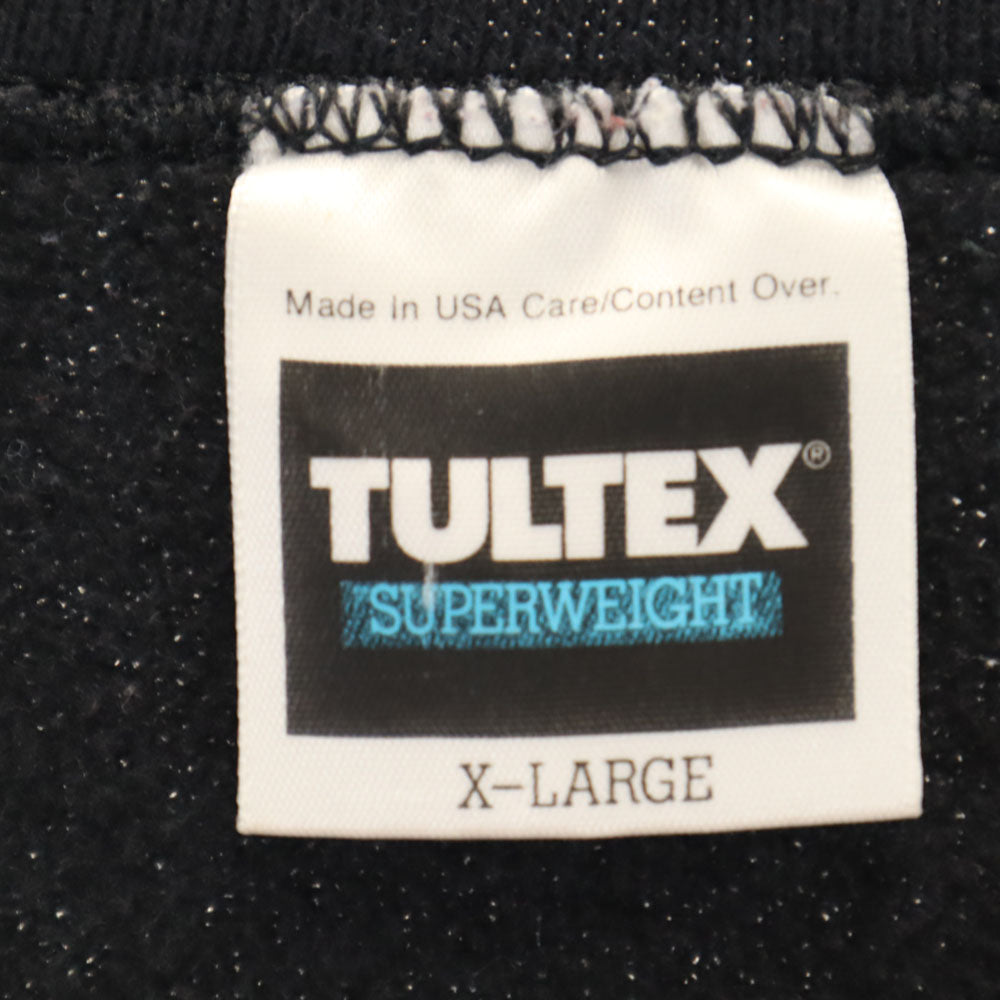 Made In USA Care/Content Over.
TULTEX®
SUPERWEIGHT
X-LARGE